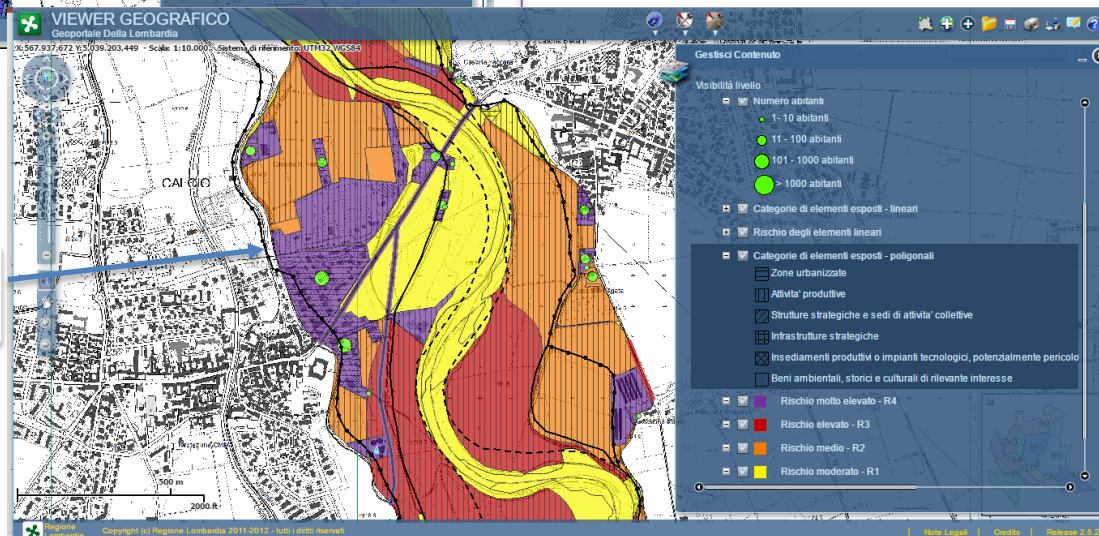 VIEWER GEOGRAFICO
Geoportale Della Lombardia
X:567.937,672 Y:5.039.203,449 - Scala: 1:10.000 - Sistema di riferimento: UTM32_WGS84
Gestisci Contenuto
Visibilità livello
Numero abitanti
1- 10 abitanti
11 - 100 abitanti
101 - 1000 abitanti
> 1000 abitanti
Categorie di elementi esposti - lineari
Rischio degli elementi lineari
Categorie di elementi esposti - poligonali
Zone urbanizzate
Attivita' produttive
Strutture strategiche e sedi di attivita' collettive
Infrastrutture strategiche
Insediamenti produttivi o impianti tecnologici, potenzialmente pericolo
Beni ambientali, storici e culturali di rilevante interesse
Rischio molto elevato - R4
Rischio elevato - R3
Rischio medio - R2
Rischio moderato - R1
CALCIO
500 m
2000 ft
Regione
Lombardia
Copyright (c) Regione Lombardia 2011-2012 - tutti i diritti riservati
| Note Legali | Credits | Release 2.5.2